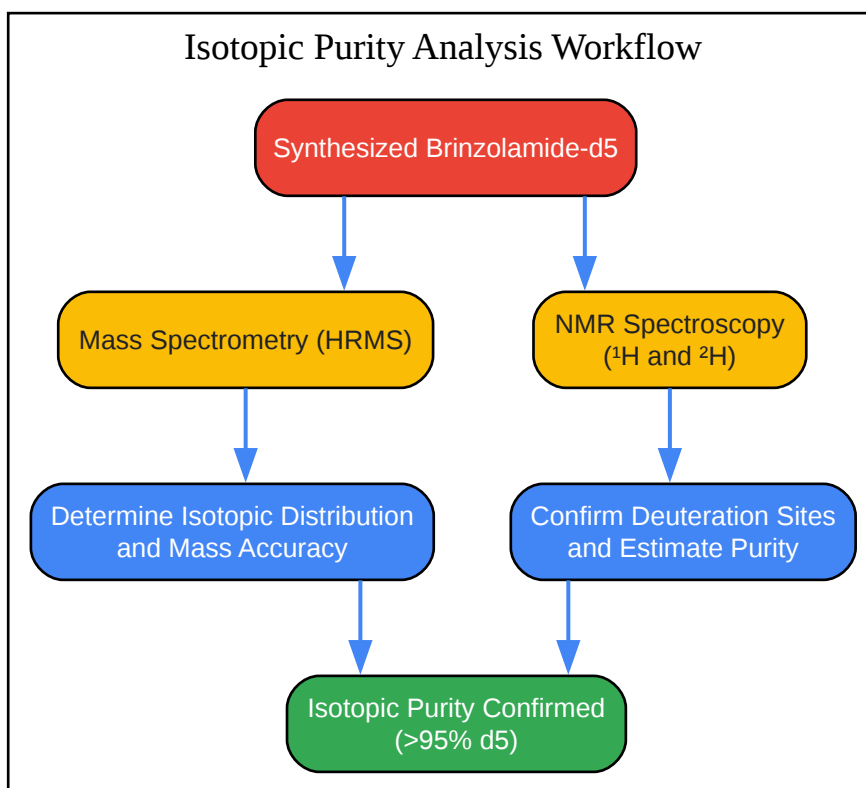 Isotopic Purity Analysis Workflow
Synthesized Brinzolamide-d5
Mass Spectrometry (HRMS)
NMR Spectroscopy
(¹H and ²H)
Determine Isotopic Distribution
and Mass Accuracy
Confirm Deuteration Sites
and Estimate Purity
Isotopic Purity Confirmed
(>95% d5)